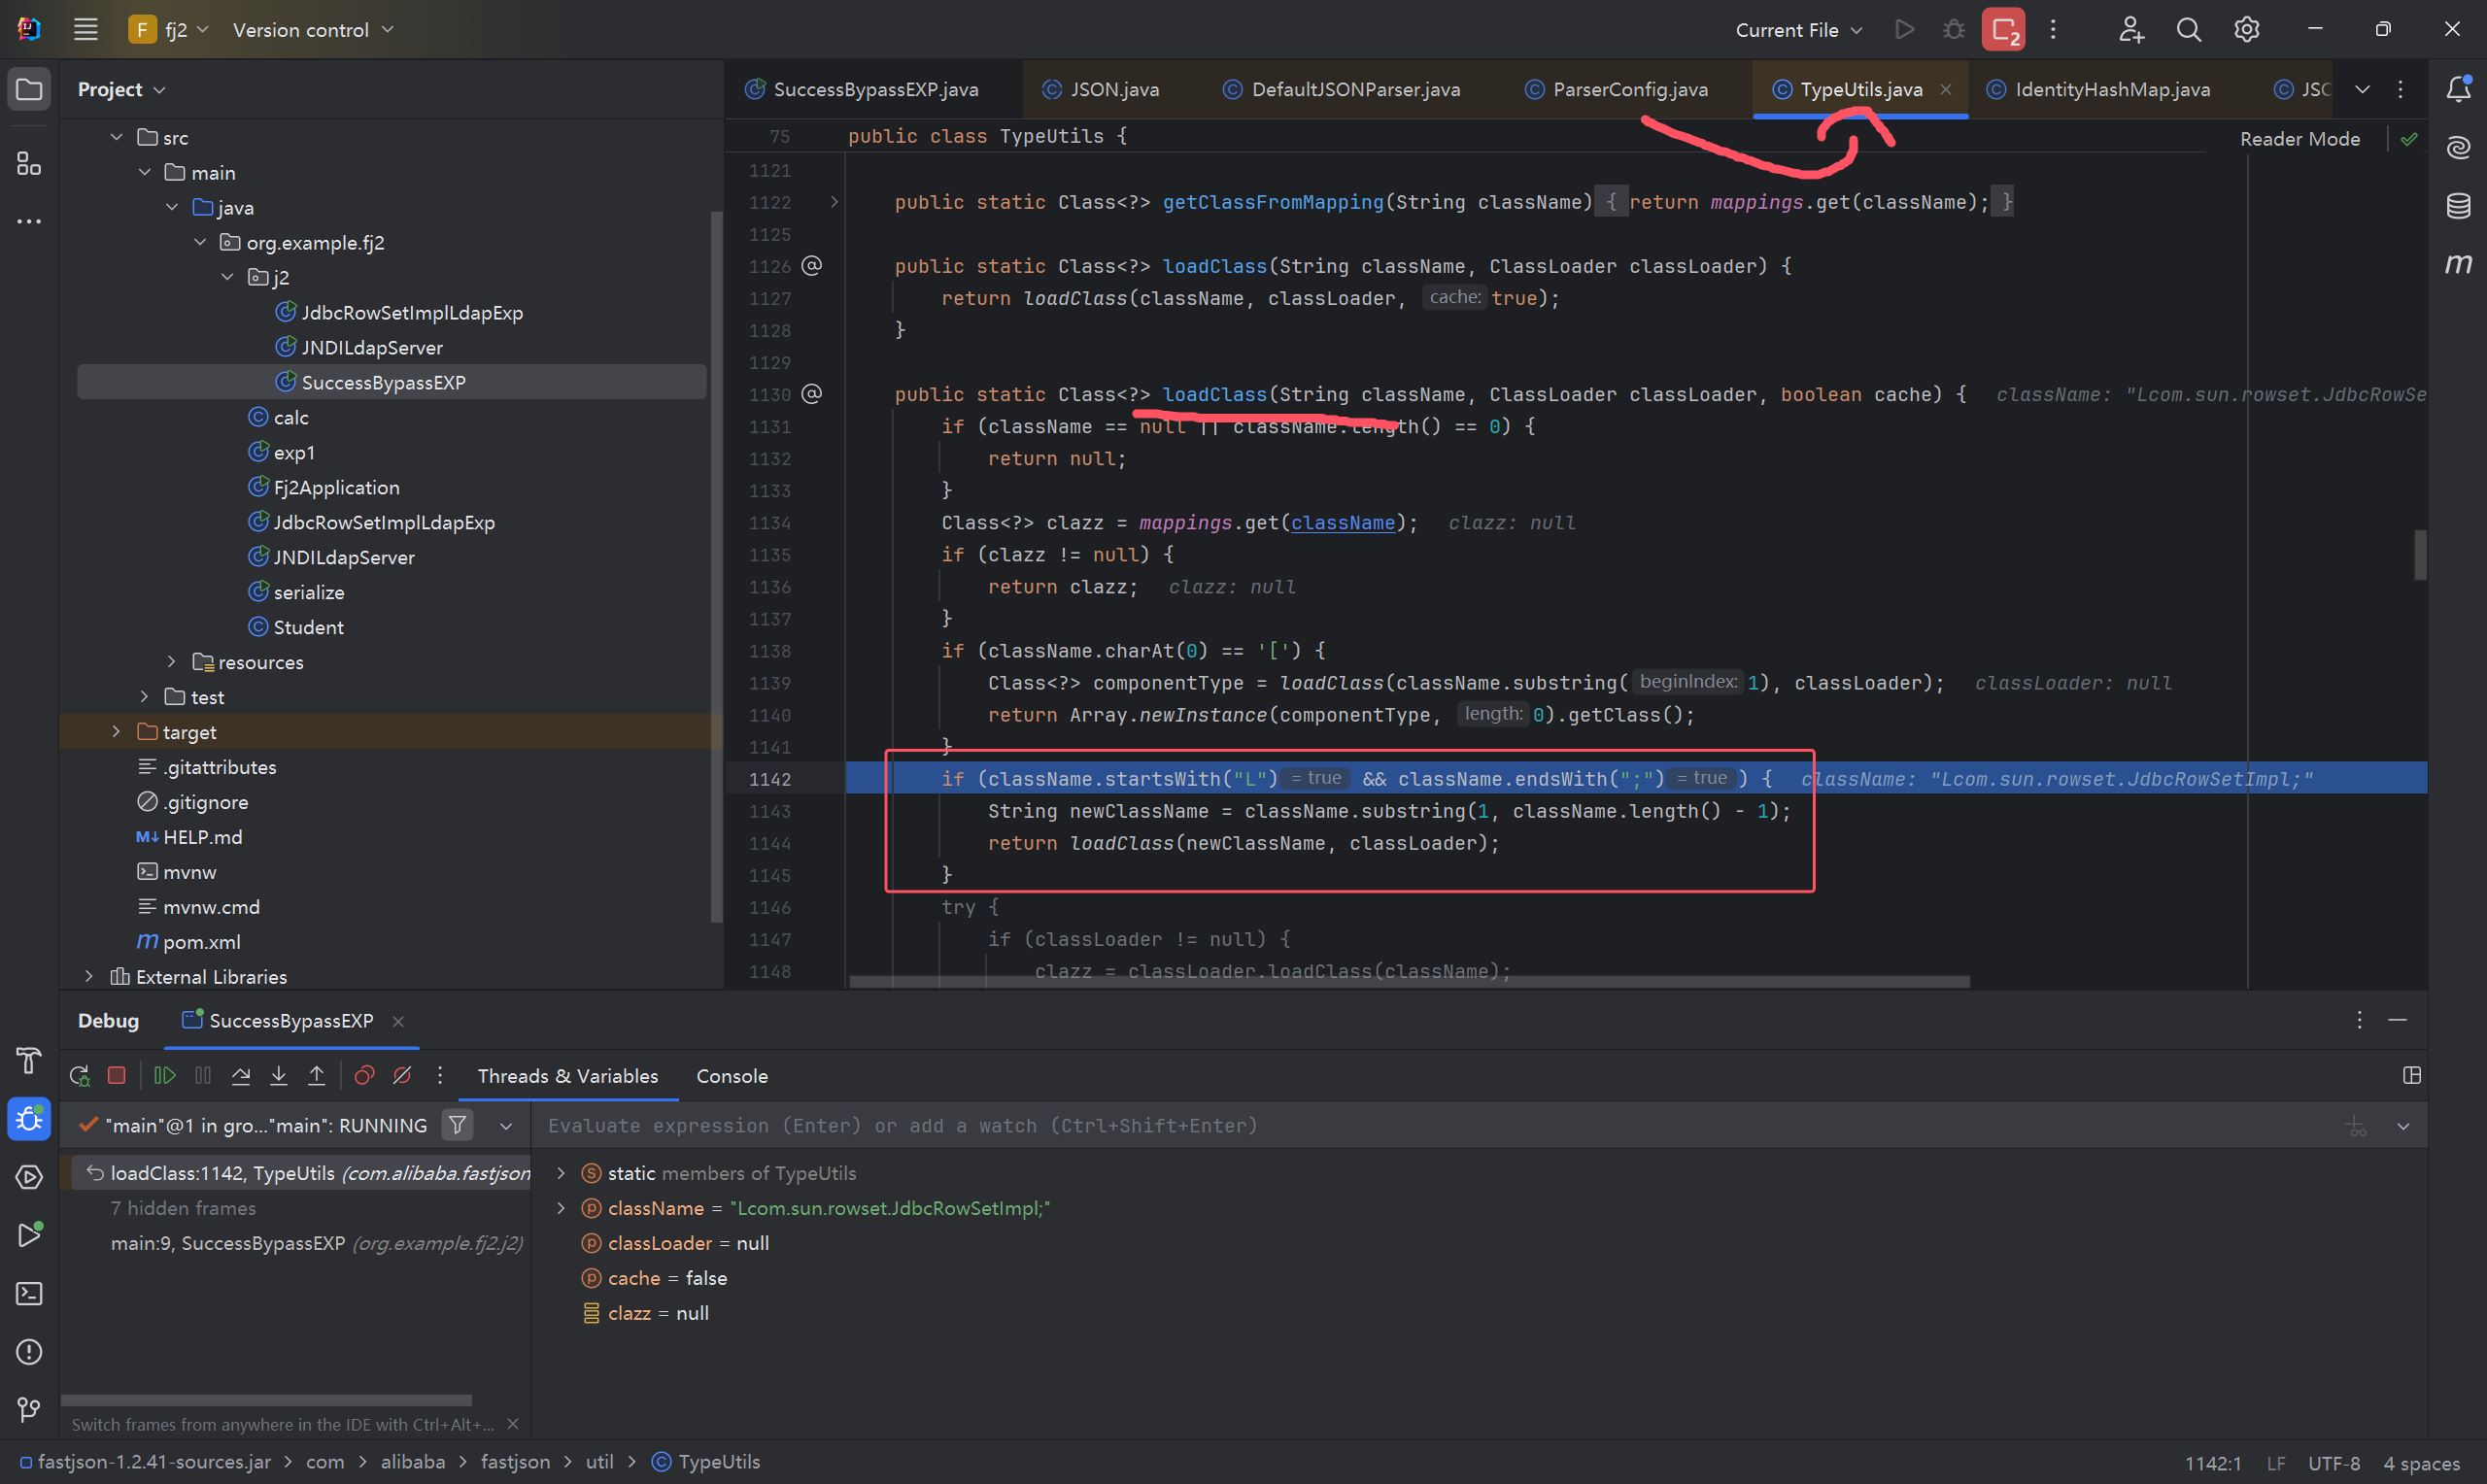 F fj2 Version control Current File 2
Project
SuccessBypassEXP.java JSON.java DefaultJSONParser.java ParserConfig.java TypeUtils.java IdentityHashMap.java JSC
src
main
java
org.example.fj2
j2
JdbcRowSetImplLdapExp
JNDILdapServer
SuccessBypassEXP
calc
exp1
Fj2Application
JdbcRowSetImplLdapExp
JNDILdapServer
serialize
Student
resources
test
target
.gitattributes
.gitignore
HELP.md
mvnw
mvnw.cmd
pom.xml
External Libraries
Reader Mode
75 public class TypeUtils {
1121
1122 public static Class<?> getClassFromMapping(String className) { return mappings.get(className); }
1125
1126 public static Class<?> loadClass(String className, ClassLoader classLoader) {
1127 return loadClass(className, classLoader, cache: true);
1128 }
1129
1130 public static Class<?> loadClass(String className, ClassLoader classLoader, boolean cache) { className: "Lcom.sun.rowset.JdbcRowSe
1131 if (className == null || className.length() == 0) {
1132 return null;
1133 }
1134 Class<?> clazz = mappings.get(className); clazz: null
1135 if (clazz != null) {
1136 return clazz; clazz: null
1137 }
1138 if (className.charAt(0) == '[') {
1139 Class<?> componentType = loadClass(className.substring( beginIndex: 1), classLoader); classLoader: null
1140 return Array.newInstance(componentType, length: 0).getClass();
1141 }
1142 if (className.startsWith("L") = true && className.endsWith(";") = true ) { className: "Lcom.sun.rowset.JdbcRowSetImpl;"
1143 String newClassName = className.substring(1, className.length() - 1);
1144 return loadClass(newClassName, classLoader);
1145 }
1146 try {
1147 if (classLoader != null) {
1148 clazz = classLoader.loadClass(className);
Debug SuccessBypassEXP
Threads & Variables Console
"main"@1 in gro..."main": RUNNING
Evaluate expression (Enter) or add a watch (Ctrl+Shift+Enter)
loadClass:1142, TypeUtils (com.alibaba.fastjson
7 hidden frames
main:9, SuccessBypassEXP (org.example.fj2.j2)
static members of TypeUtils
className = "Lcom.sun.rowset.JdbcRowSetImpl;"
classLoader = null
cache = false
clazz = null
Switch frames from anywhere in the IDE with Ctrl+Alt+...
fastjson-1.2.41-sources.jar > com > alibaba > fastjson > util > TypeUtils
1142:1 LF UTF-8 4 spaces